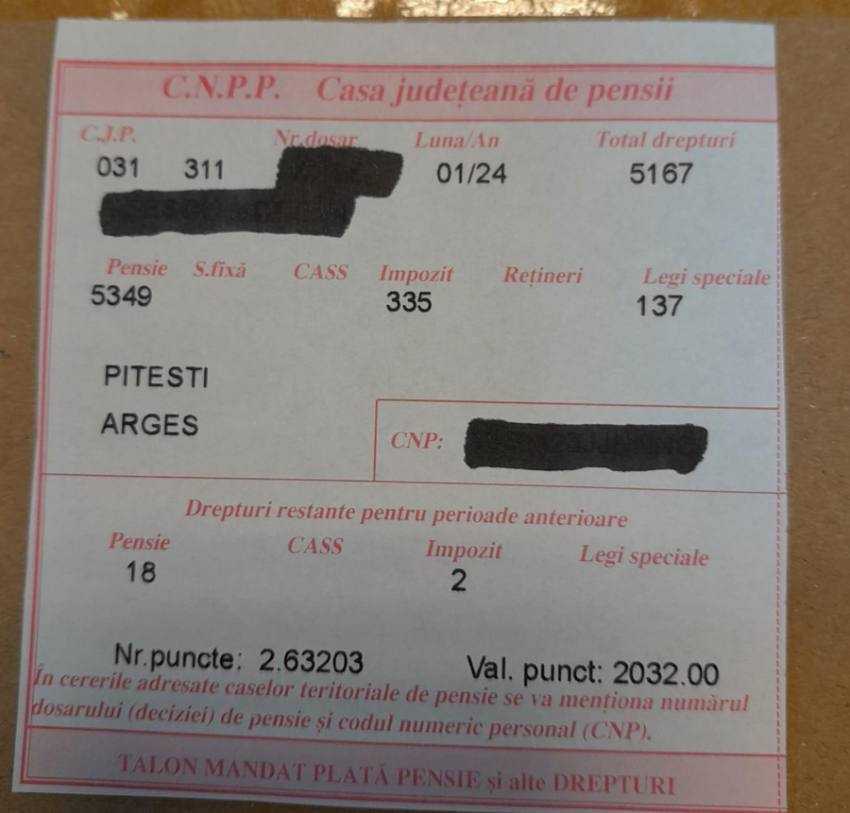 C.N.P.P. Casa județeană de pensii
C.J.P. Nr.dosar Luna/An Total drepturi
031 311 01/24 5167
Pensie S.fixă CASS Impozit Rețineri Legi speciale
5349 335 137
PITESTI
ARGES
CNP:
Drepturi restante pentru perioade anterioare
Pensie CASS Impozit Legi speciale
18 2
Nr.puncte: 2.63203 Val. punct: 2032.00
În cererile adresate caselor teritoriale de pensie se va menționa numărul
dosarului (deciziei) de pensie și codul numeric personal (CNP).
TALON MANDAT PLATĂ PENSIE și alte DREPTURI